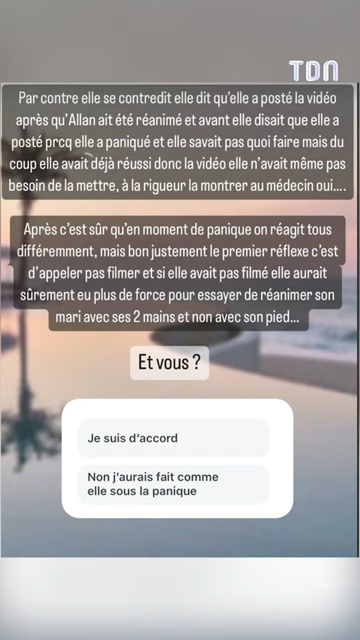 TDN
Par contre elle se contredit elle dit qu'elle a posté la vidéo
après qu'Allan ait été réanimé et avant elle disait que elle a
posté prcq elle a paniqué et elle savait pas quoi faire mais du
coup elle avait déjà réussi donc la vidéo elle n'avait même pas
besoin de la mettre, à la rigueur la montrer au médecin oui....
Après c'est sûr qu'en moment de panique on réagit tous
différemment, mais bon justement le premier réflexe c'est
d'appeler pas filmer et si elle avait pas filmé elle aurait
sûrement eu plus de force pour essayer de réanimer son
mari avec ses 2 mains et non avec son pied...
Et vous ?
Je suis d'accord
Non j'aurais fait comme
elle sous la panique